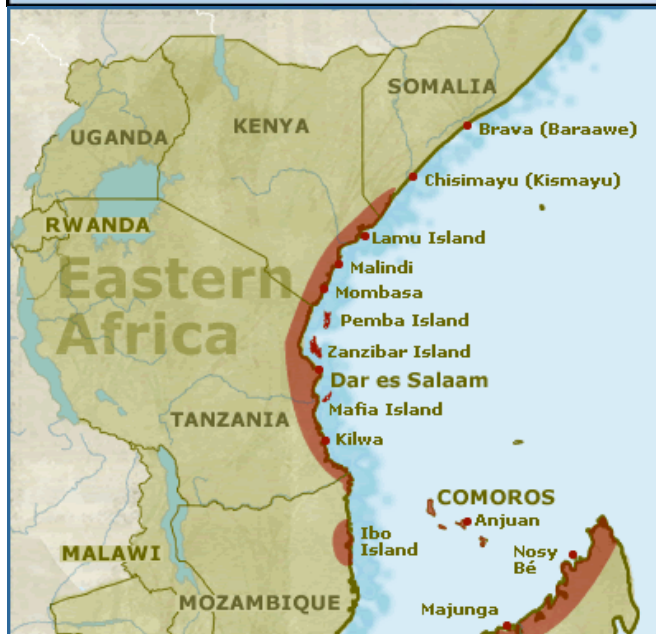 SOMALIA
UGANDA
KENYA
Brava (Baraawe)
Chisimayu (Kismayu)
RWANDA
Lamu Island
Eastern
Africa
Malindi
Mombasa
Pemba Island
Zanzibar Island
Dar es Salaam
Mafia Island
TANZANIA
Kilwa
COMOROS
Anjuan
Ibo
Island
MALAWI
Nosy
Bé
MOZAMBIQUE
Majunga